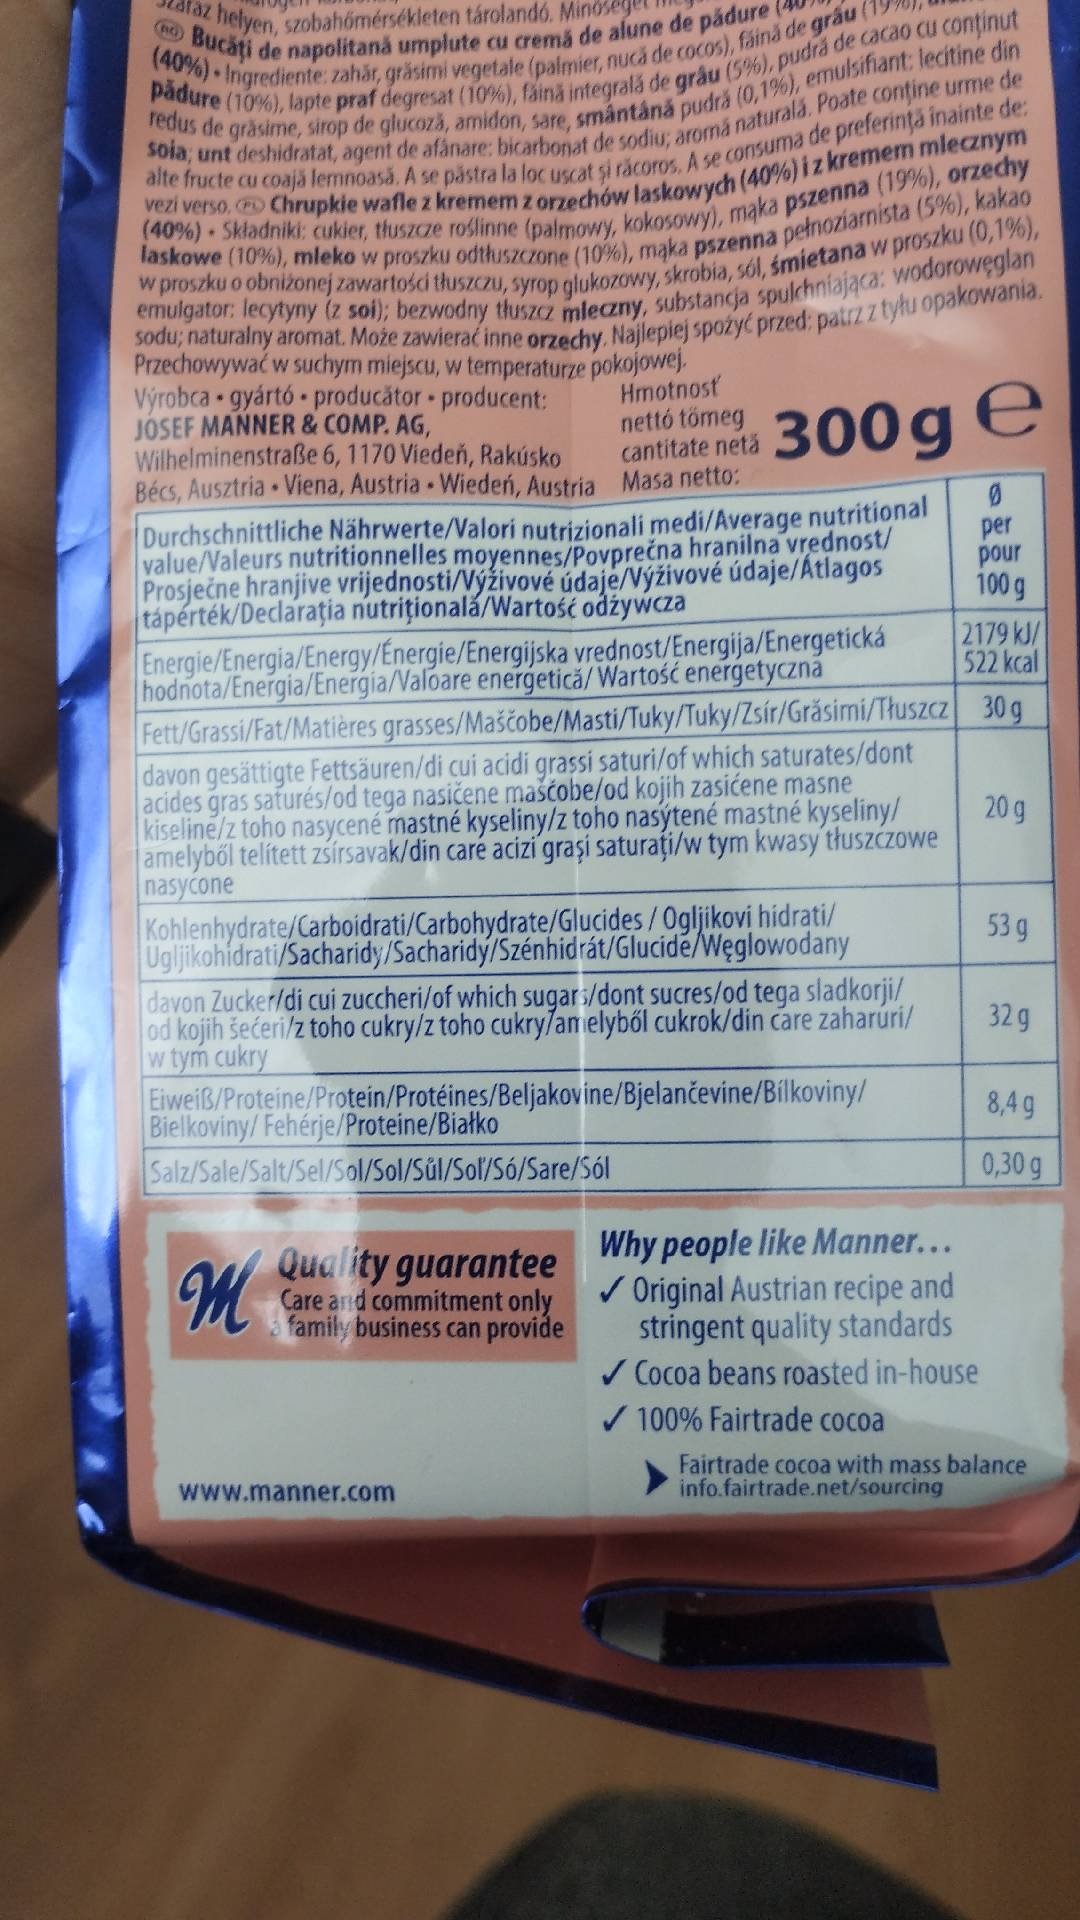 helyen, szobahőmérsékleten tárolandó.
RO Bucăți de napolitană umplute cu cremă de alune de pădure
(40%) • Ingrediente: zahăr, grăsimi vegetale (palmier, nucă de cocos), făină de grâu (19%),
pădure (10%), lapte praf degresat (10%), făină integrală de grâu (5%), pudră de cacao cu conținut
redus de grăsime, sirop de glucoză, amidon, sare, smântână pudră (0,1%), emulsifiant: lecitine din
soia; unt deshidratat, agent de afânare: bicarbonat de sodiu; aromă naturală. Poate conține urme de
alte fructe cu coajă lemnoasă. A se păstra la loc uscat și răcoros. A se consuma de preferință înainte de:
vezi verso. PL Chrupkie wafle z kremem z orzechów laskowych (40%) i z kremem mlecznym
(40%) • Składniki: cukier, tłuszcze roślinne (palmowy, kokosowy), mąka pszenna (19%), orzechy
laskowe (10%), mleko w proszku odtłuszczone (10%), mąka pszenna pełnoziarnista (5%), kakao
w proszku o obniżonej zawartości tłuszczu, syrop glukozowy, skrobia, sól, śmietana w proszku (0,1%),
emulgator: lecytyny (z soi); bezwodny tłuszcz mleczny, substancja spulchniająca: wodorowęglan
sodu; naturalny aromat. Może zawierać inne orzechy. Najlepiej spożyć przed: patrz z tyłu opakowania.
Przechowywać w suchym miejscu, w temperaturze pokojowej.
Výrobca • gyártó • producător • producent:
JOSEF MANNER & COMP. AG,
Wilhelminenstraße 6, 1170 Viedeň, Rakúsko
Bécs, Ausztria • Viena, Austria • Wiedeń, Austria
Hmotnosť
nettó tömeg
cantitate netă
Masa netto:
300 g e
Durchschnittliche Nährwerte/Valori nutrizionali medi/Average nutritional
value/Valeurs nutritionnelles moyennes/Povprečna hranilna vrednost/
Prosječne hranjive vrijednosti/Výživové údaje/Výživové údaje/Átlagos
tápérték/Declarația nutrițională/Wartość odżywcza
Ø
per
pour
100 g
Energie/Energia/Energy/Énergie/Energijska vrednost/Energija/Energetická
hodnota/Energia/Energia/Valoare energetică/ Wartość energetyczna
2179 kJ/
522 kcal
Fett/Grassi/Fat/Matières grasses/Maščobe/Masti/Tuky/Tuky/Zsír/Grăsimi/Tłuszcz
30 g
davon gesättigte Fettsäuren/di cui acidi grassi saturi/of which saturates/dont
acides gras saturés/od tega nasičene maščobe/od kojih zasićene masne
kiseline/z toho nasycené mastné kyseliny/z toho nasýtené mastné kyseliny/
amelyből telített zsírsavak/din care acizi grași saturați/w tym kwasy tłuszczowe
nasycone
20 g
Kohlenhydrate/Carboidrati/Carbohydrate/Glucides / Ogljikovi hidrati/
Ugljikohidrati/Sacharidy/Sacharidy/Szénhidrát/Glucide/Węglowodany
53 g
davon Zucker/di cui zuccheri/of which sugars/dont sucres/od tega sladkorji/
od kojih šećeri/z toho cukry/z toho cukry/amelyből cukrok/din care zaharuri/
w tym cukry
32 g
Eiweiß/Proteine/Protein/Protéines/Beljakovine/Bjelančevine/Bílkoviny/
Bielkoviny/ Fehérje/Proteine/Białko
8,4 g
Salz/Sale/Salt/Sel/Sol/Sol/Sůl/Soľ/Só/Sare/Sól
0,30 g
M Quality guarantee
Care and commitment only
a family business can provide
www.manner.com
Why people like Manner...
✓ Original Austrian recipe and
stringent quality standards
✓ Cocoa beans roasted in-house
✓ 100% Fairtrade cocoa
Fairtrade cocoa with mass balance
info.fairtrade.net/sourcing